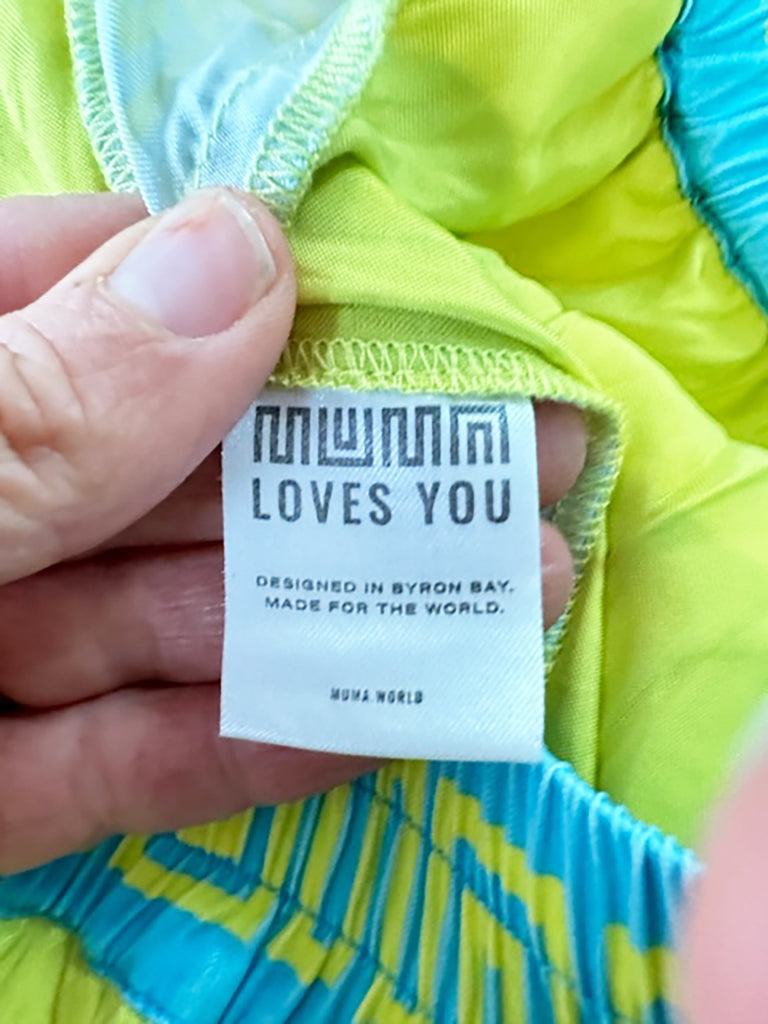 MUMA
LOVES YOU
DESIGNED IN BYRON BAY.
MADE FOR THE WORLD.
MUMA.WORLD